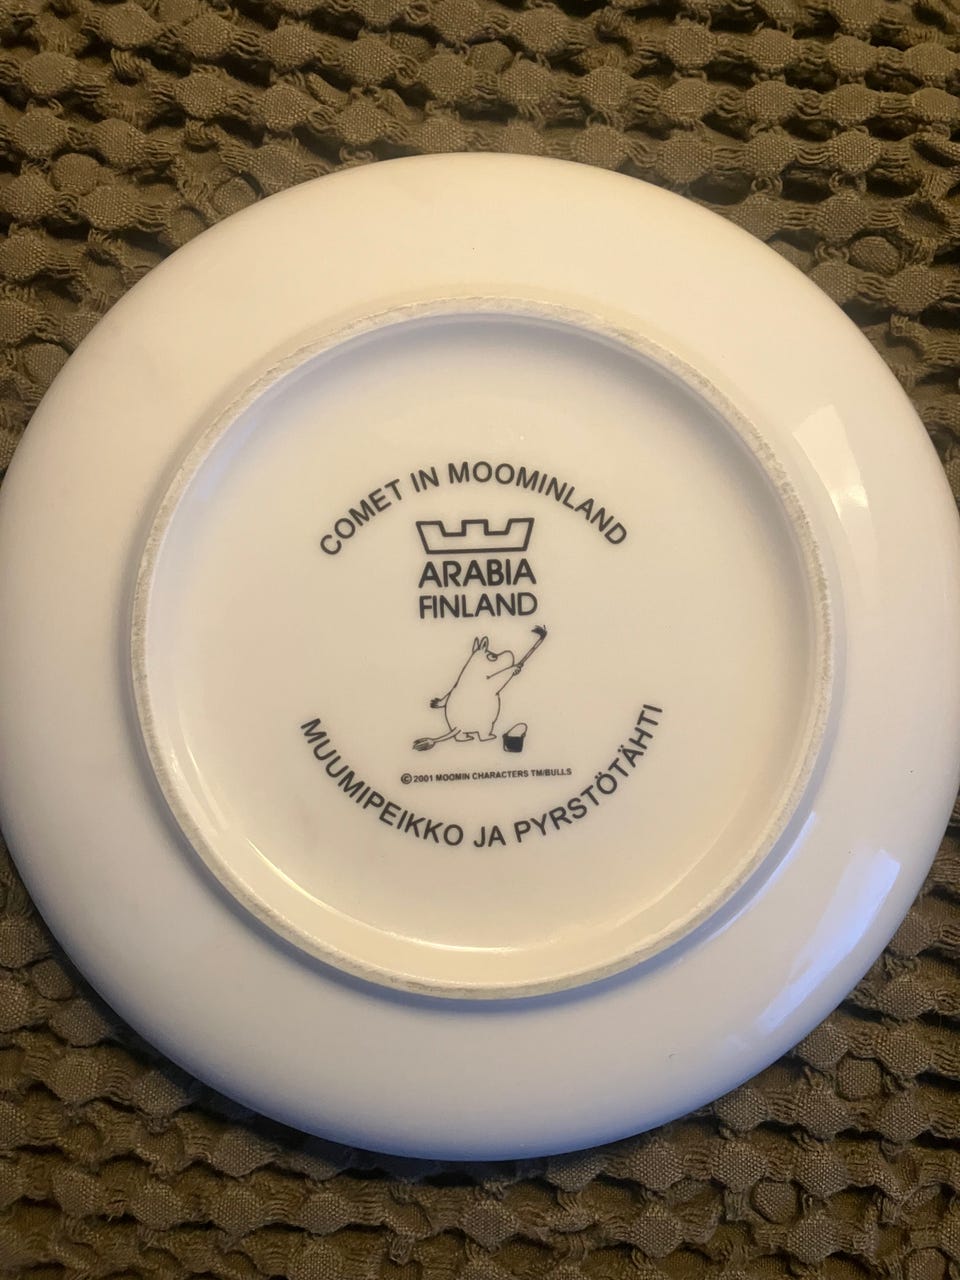 COMET IN MOOMINLAND
ARABIA
FINLAND
© 2001 MOOMIN CHARACTERS TM/BULLS
MUUMIPEIKKO JA PYRSTÖTÄHTI